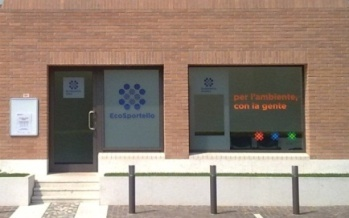 EcoSportello
per l'ambiente,
con la gente